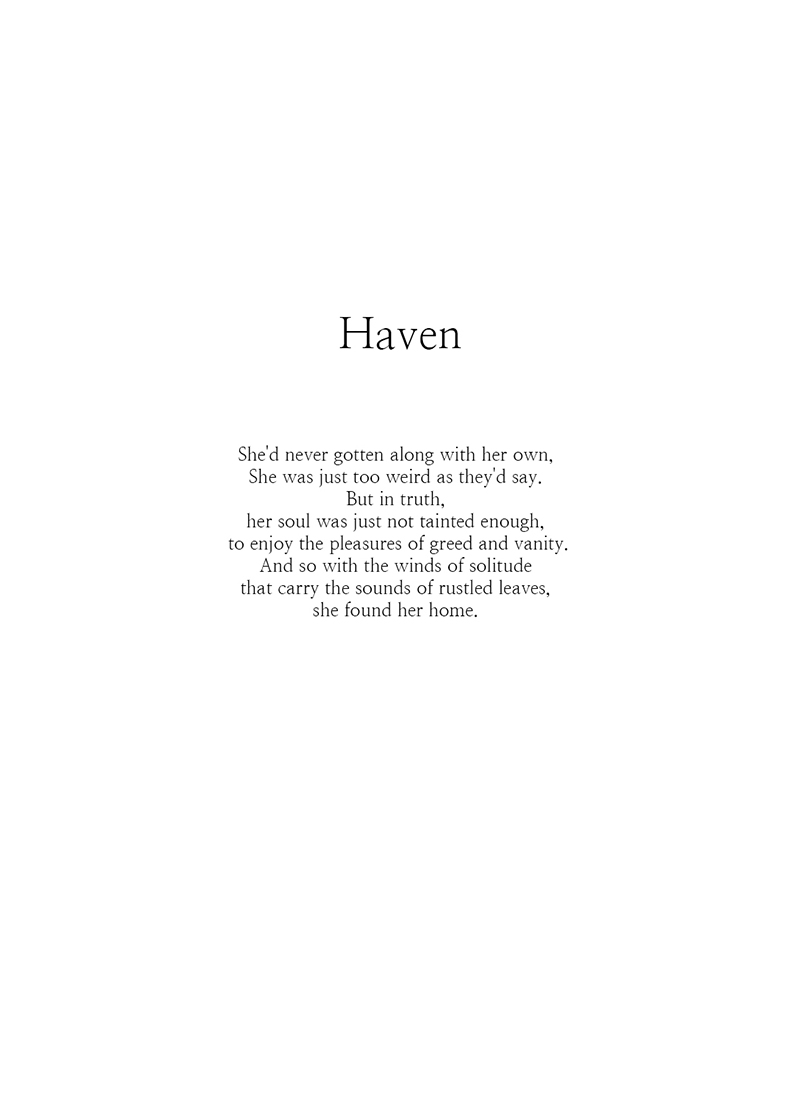 Haven
She'd never gotten along with her own,
She was just too weird as they'd say.
But in truth,
her soul was just not tainted enough,
to enjoy the pleasures of greed and vanity.
And so with the winds of solitude
that carry the sounds of rustled leaves,
she found her home.